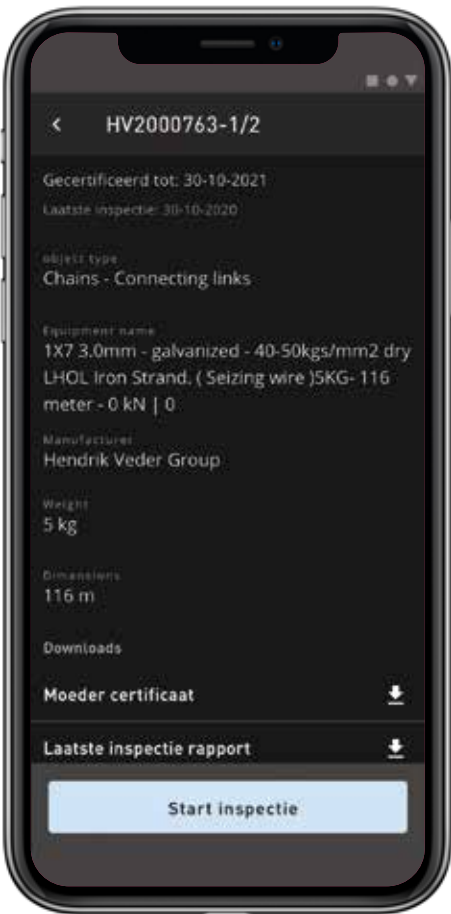 HV2000763-1/2
Gecertificeerd tot: 30-10-2021
Laatste inspectie: 30-10-2020
object type
Chains - Connecting links
Equipment name
1X7 3.0mm - galvanized - 40-50kgs/mm2 dry
LHOL Iron Strand. ( Seizing wire )5KG- 116
meter - 0 kN | 0
Manufacturer
Hendrik Veder Group
Weight
5 kg
Dimensions
116 m
Downloads
Moeder certificaat
Laatste inspectie rapport
Start inspectie